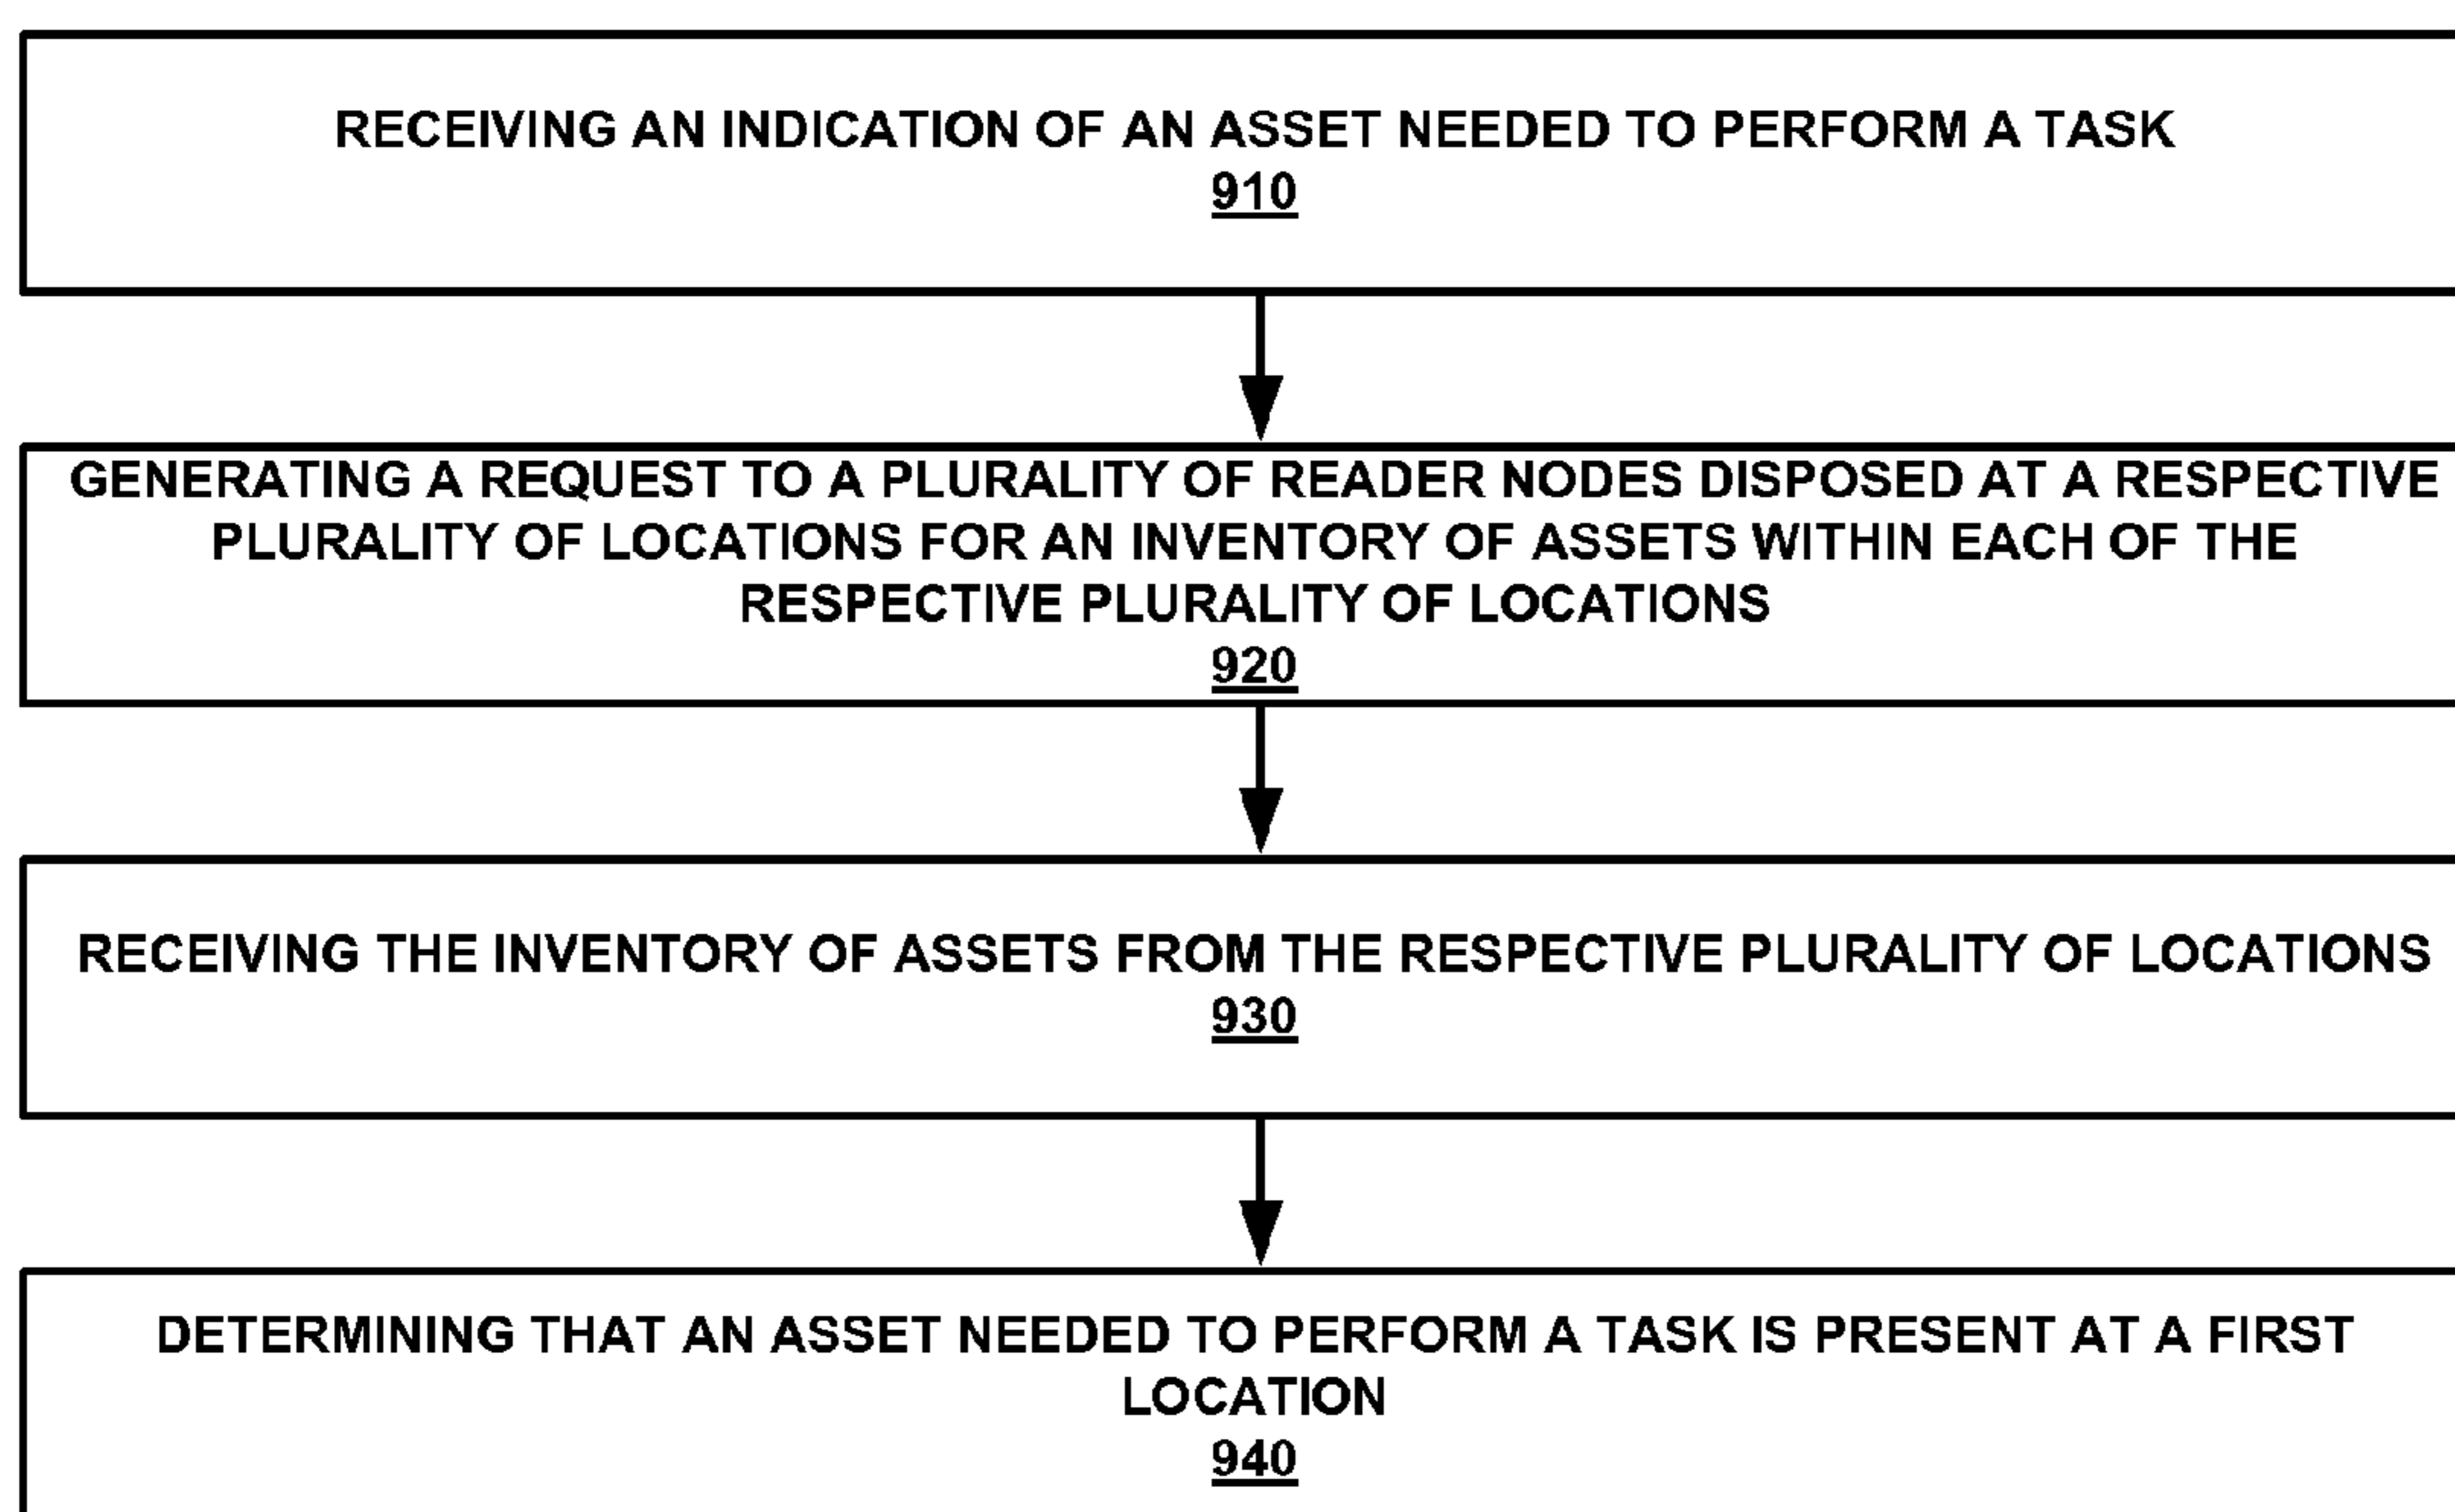 RECEIVING AN INDICATION OF AN ASSET NEEDED TO PERFORM A TASK
910
GENERATING A REQUEST TO A PLURALITY OF READER NODES DISPOSED AT A RESPECTIVE
PLURALITY OF LOCATIONS FOR AN INVENTORY OF ASSETS WITHIN EACH OF THE
RESPECTIVE PLURALITY OF LOCATIONS
920
RECEIVING THE INVENTORY OF ASSETS FROM THE RESPECTIVE PLURALITY OF LOCATIONS
930
DETERMINING THAT AN ASSET NEEDED TO PERFORM A TASK IS PRESENT AT A FIRST
LOCATION
940